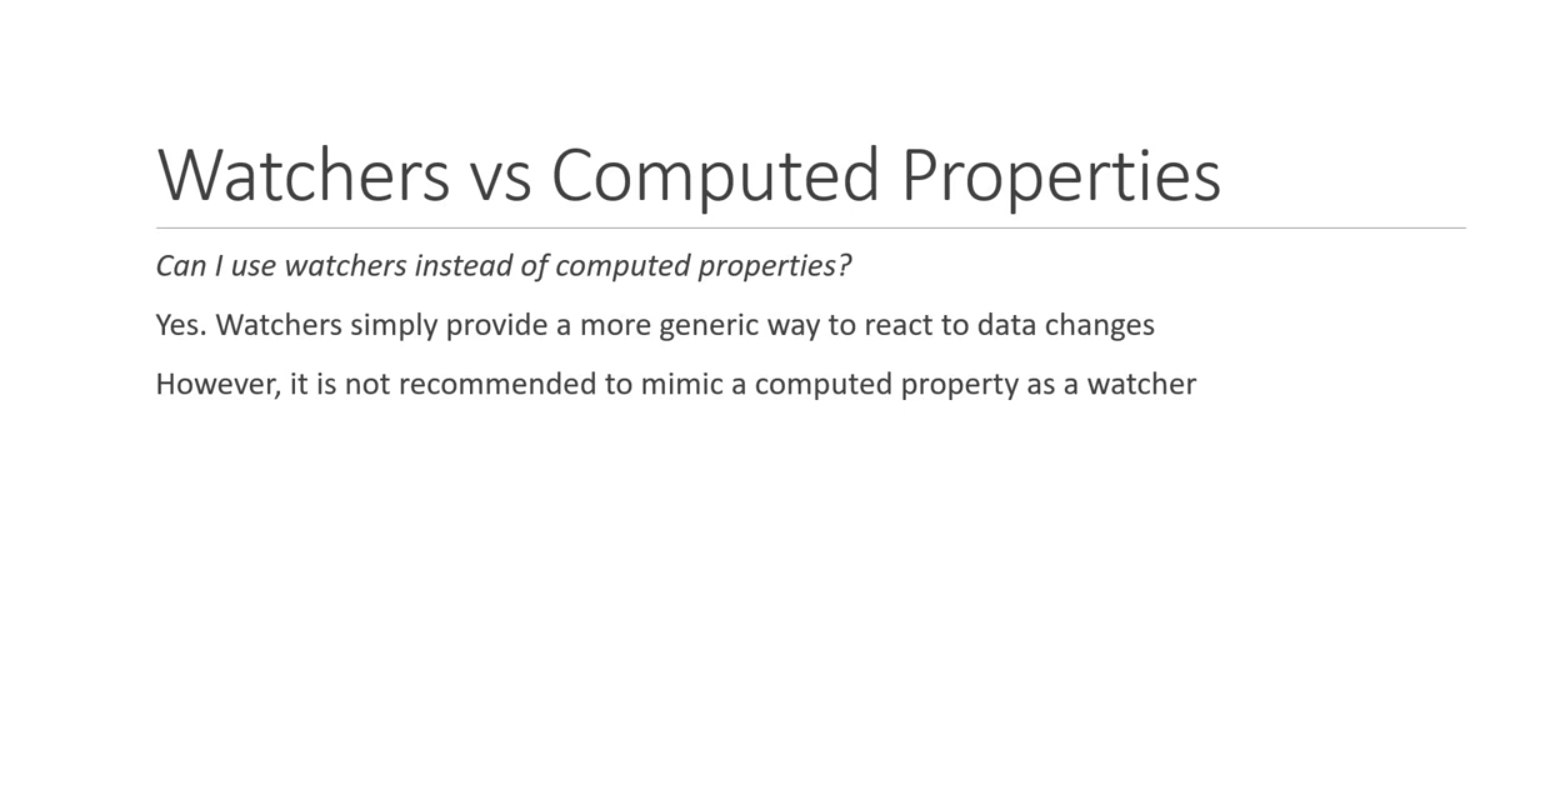 Watchers vs Computed Properties
Can I use watchers instead of computed properties?
Yes. Watchers simply provide a more generic way to react to data changes
However, it is not recommended to mimic a computed property as a watcher